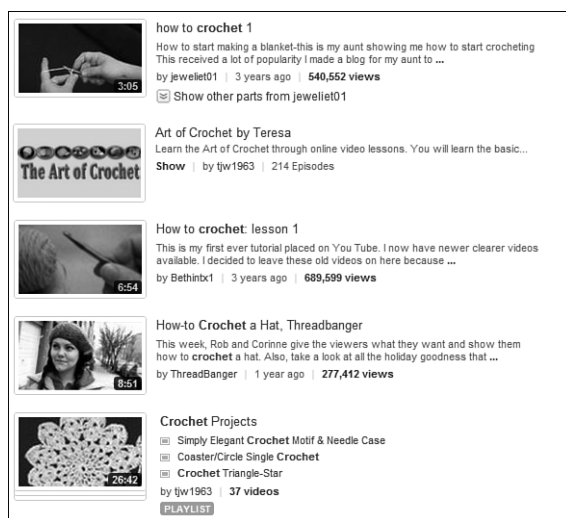 how to crochet 1
How to start making a blanket-this is my aunt showing me how to start crocheting
This received a lot of popularity I made a blog for my aunt to ...
by jeweliet01 | 3 years ago | 540,552 views
3:05
Show other parts from jeweliet01
The Art of Crochet
Art of Crochet by Teresa
Learn the Art of Crochet through online video lessons. You will learn the basic...
Show | by tjw1963 | 214 Episodes
How to crochet: lesson 1
This is my first ever tutorial placed on You Tube. I now have newer clearer videos
available. I decided to leave these old videos on here because ...
by Bethintx1 | 3 years ago | 689,599 views
6:54
How-to Crochet a Hat, Threadbanger
This week, Rob and Corinne give the viewers what they want and show them
how to crochet a hat. Also, take a look at all the holiday goodness that ...
by ThreadBanger | 1 year ago | 277,412 views
8:51
Crochet Projects
Simply Elegant Crochet Motif & Needle Case
Coaster/Circle Single Crochet
Crochet Triangle-Star
26:42
by tjw1963 | 37 videos
PLAYLIST